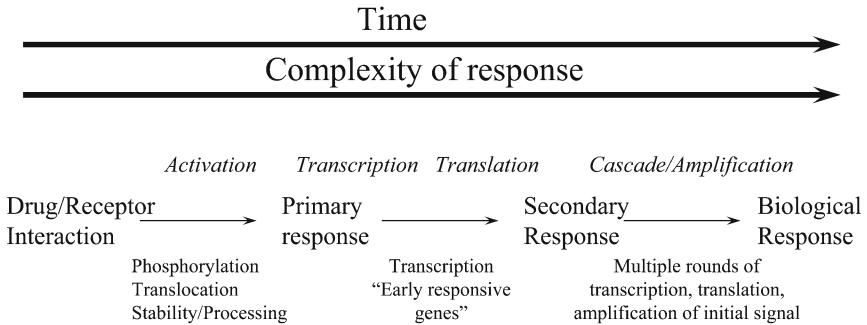 Time
Complexity of response
Activation Transcription Translation Cascade/Amplification
Drug/Receptor Primary Secondary Biological
Interaction response Response Response
Phosphorylation Transcription Multiple rounds of
Translocation “Early responsive transcription, translation,
Stability/Processing genes” amplification of initial signal